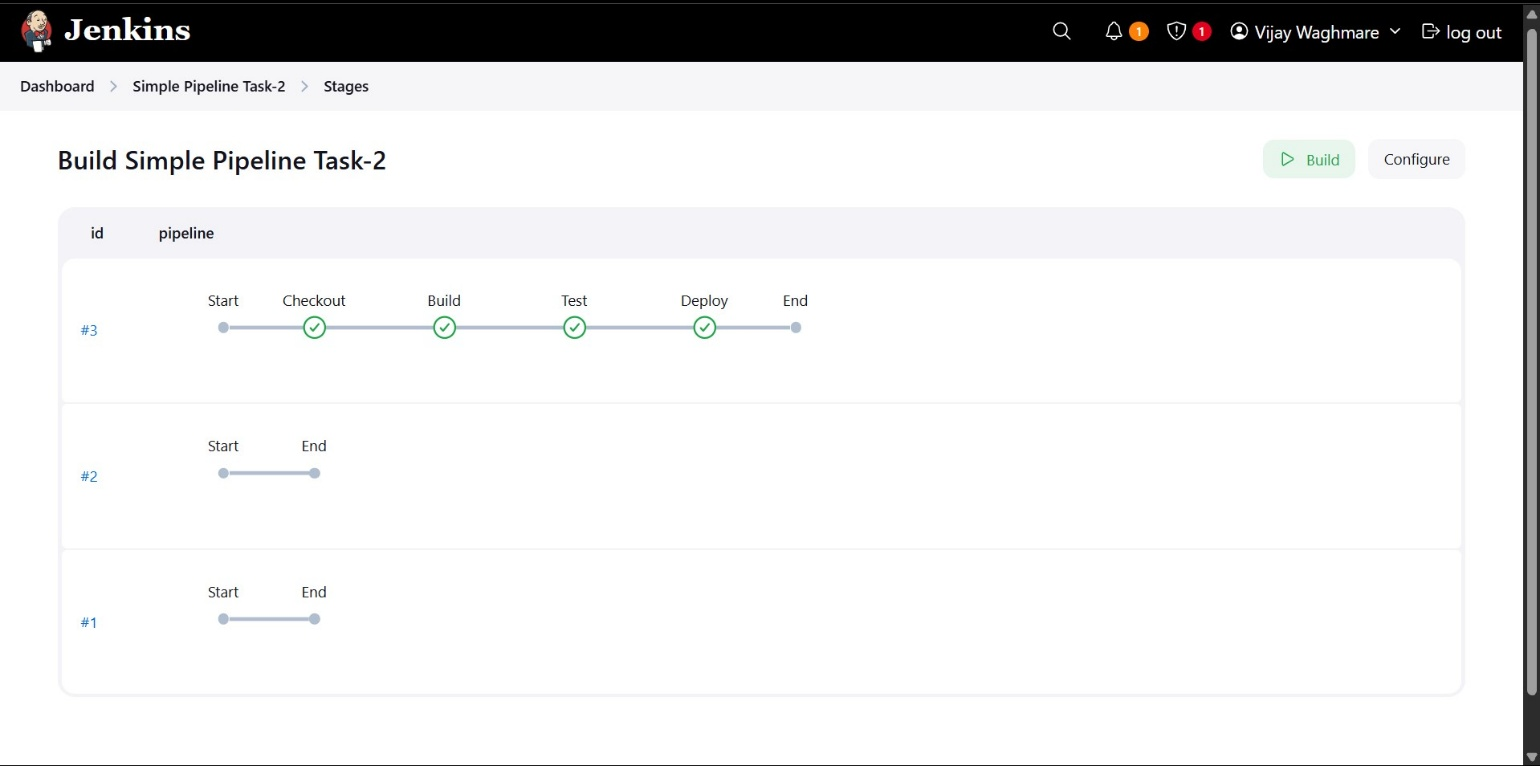 Jenkins
1
1
Vijay Waghmare
log out
Dashboard
Simple Pipeline Task-2
Stages
Build Simple Pipeline Task-2
Build
Configure
id pipeline
Start Checkout Build Test Deploy End
#3
Start End
#2
Start End
#1